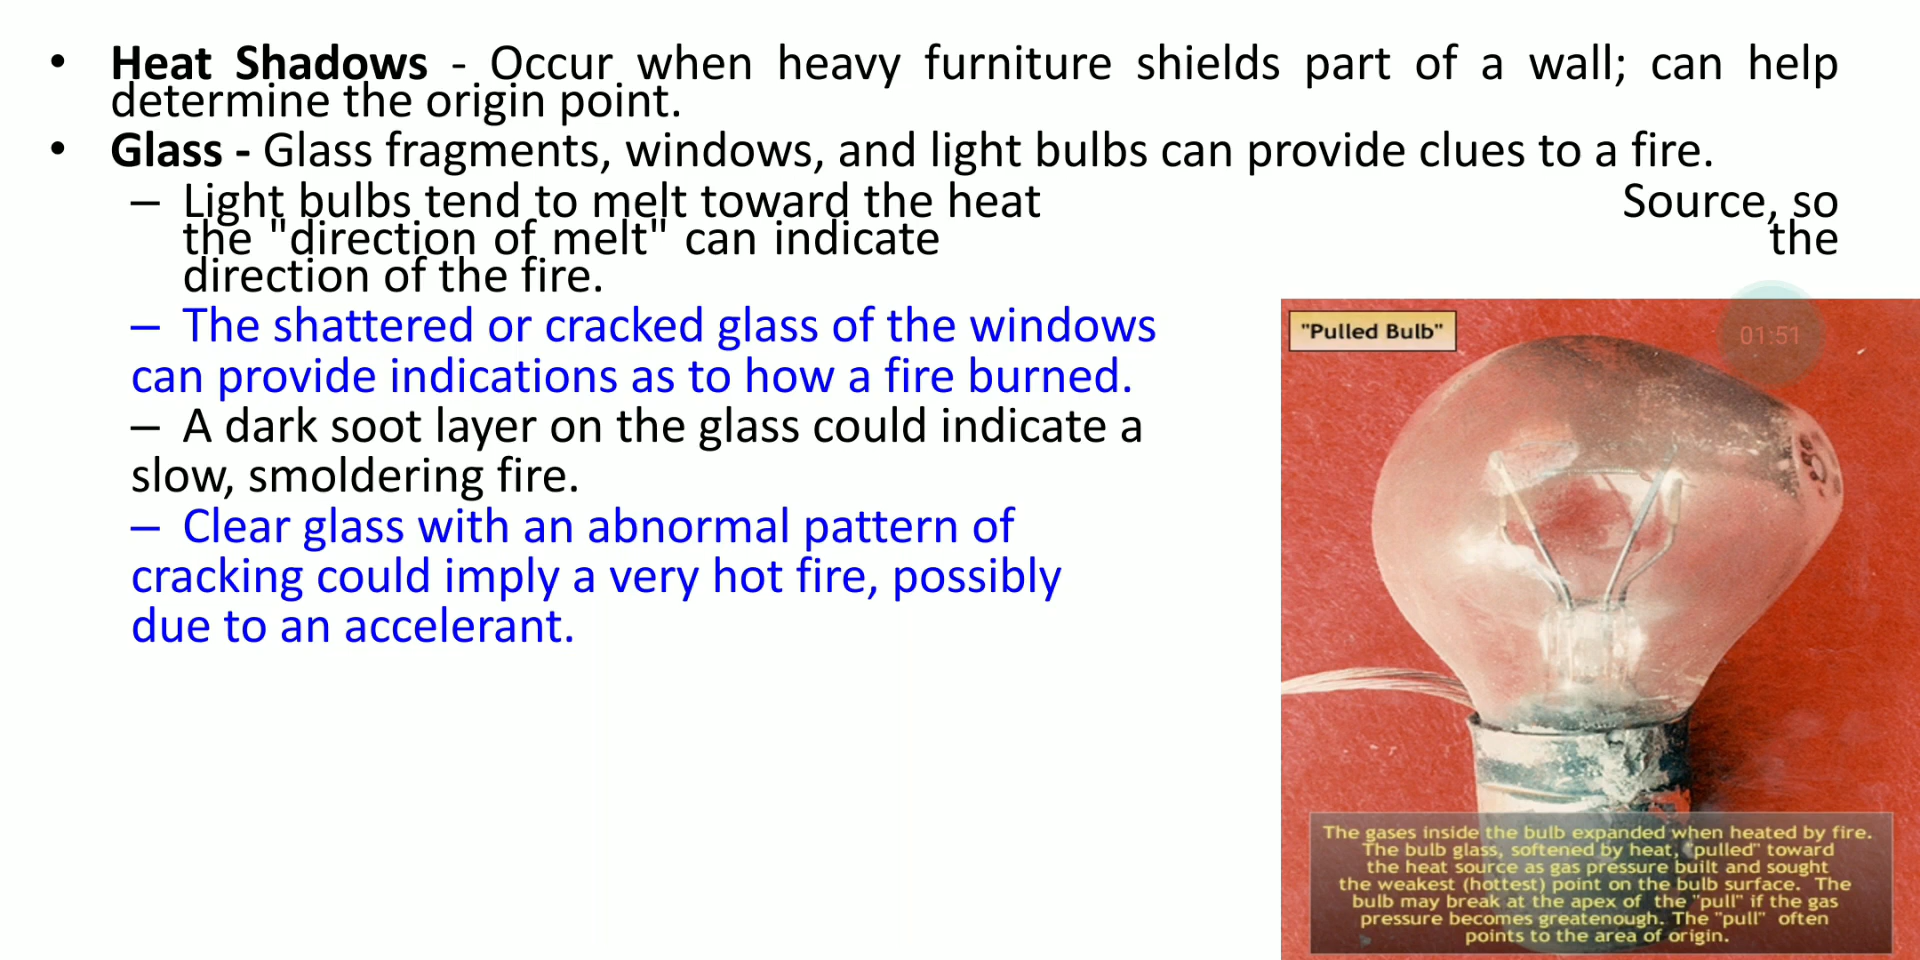 • Heat Shadows - Occur when heavy furniture shields part of a wall; can help
determine the origin point.
• Glass - Glass fragments, windows, and light bulbs can provide clues to a fire.
– Light bulbs tend to melt toward the heat Source, so
the "direction of melt" can indicate the
direction of the fire.
– The shattered or cracked glass of the windows
can provide indications as to how a fire burned.
– A dark soot layer on the glass could indicate a
slow, smoldering fire.
– Clear glass with an abnormal pattern of
cracking could imply a very hot fire, possibly
due to an accelerant.
"Pulled Bulb"
01:51
The gases inside the bulb expanded when heated by fire.
The bulb glass, softened by heat, "pulled" toward
the heat source as gas pressure built and sought
the weakest (hottest) point on the bulb surface. The
bulb may break at the apex of the "pull" if the gas
pressure becomes greatenough. The "pull" often
points to the area of origin.